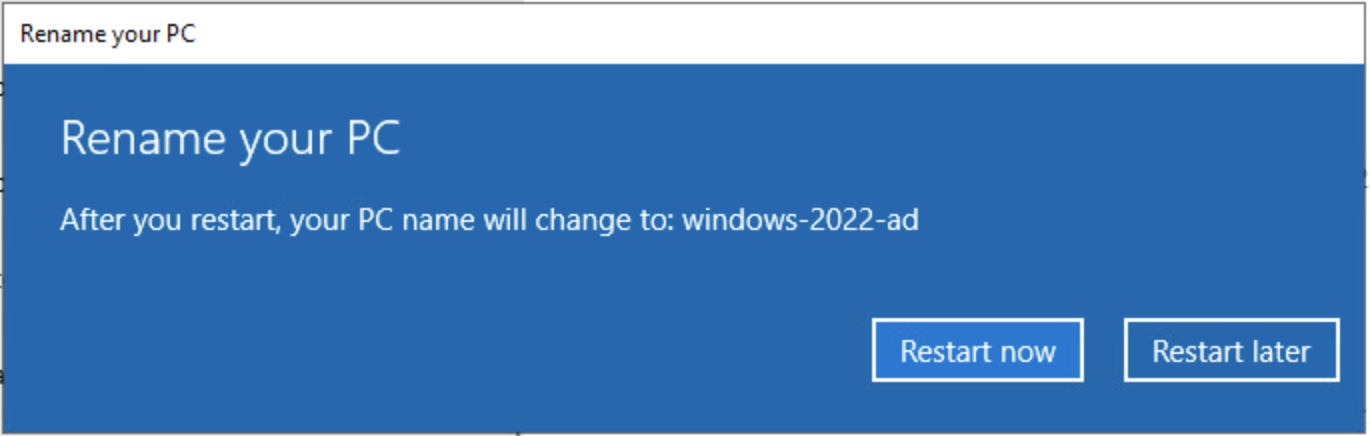 Rename your PC
Rename your PC
After you restart, your PC name will change to: windows-2022-ad
Restart now
Restart later